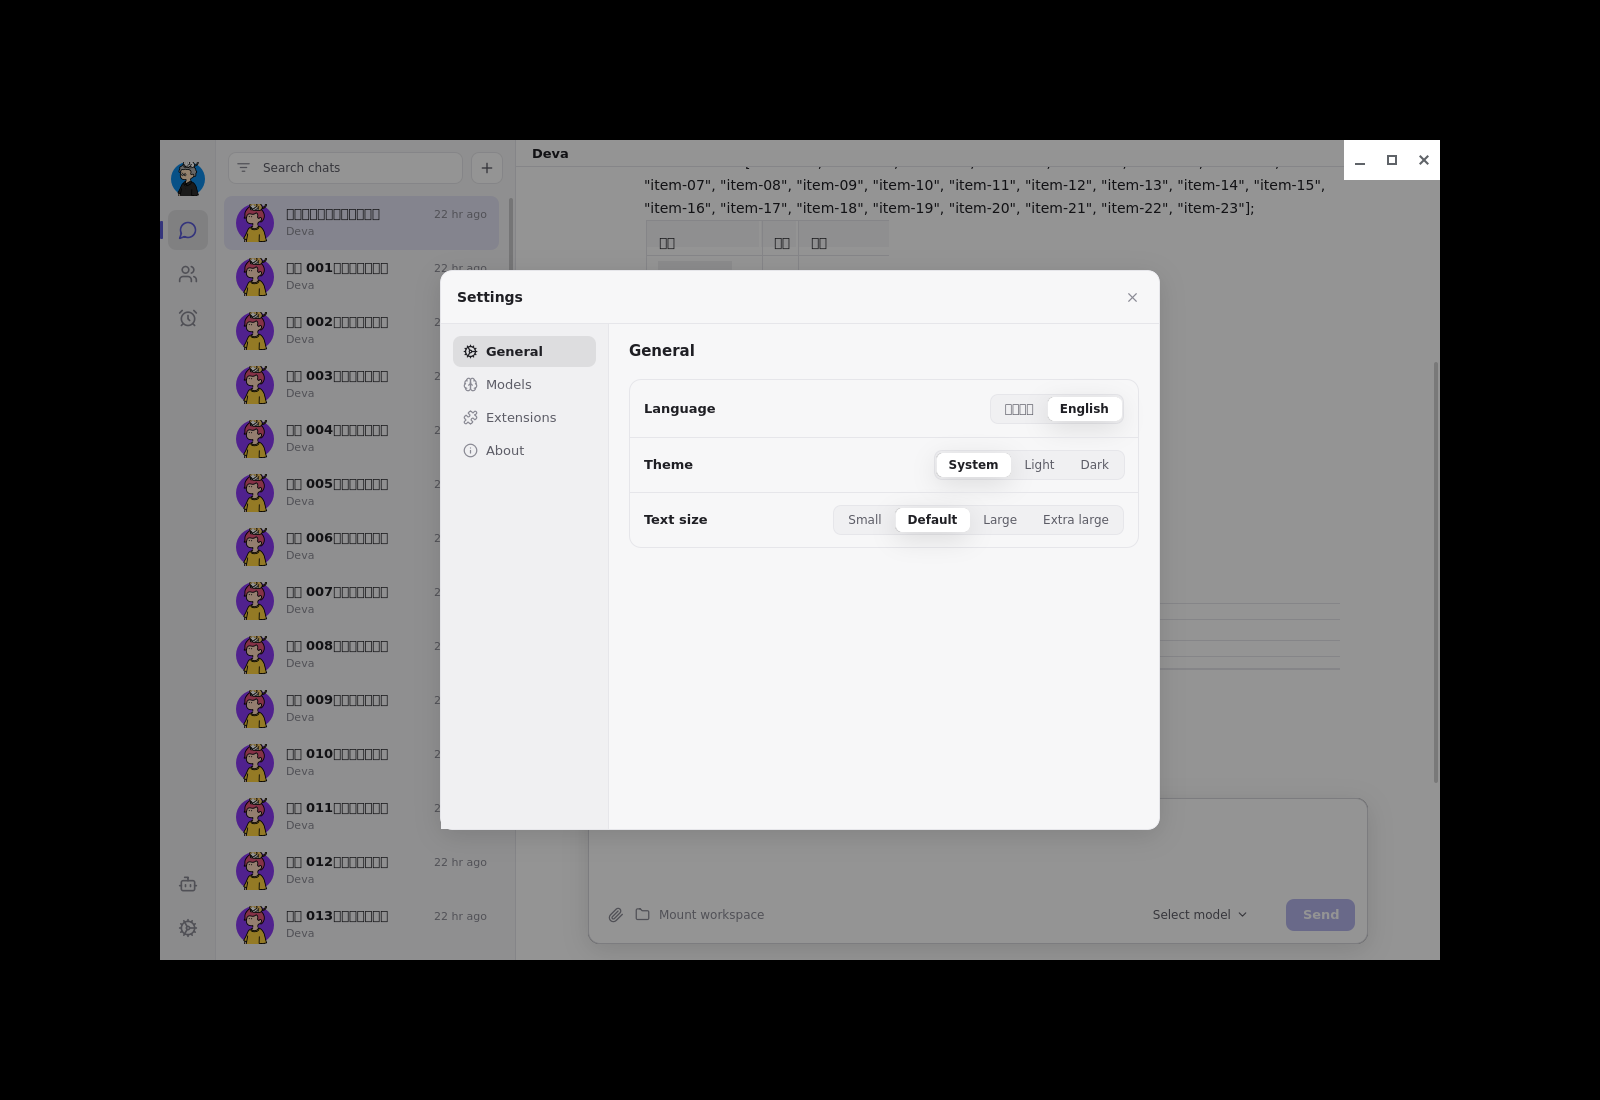 Search chats
22 hr ago
Deva
001
22 hr ago
Deva
002
Deva
003
Deva
004
Deva
005
Deva
006
Deva
007
Deva
008
Deva
009
Deva
010
Deva
011
Deva
012
22 hr ago
Deva
013
22 hr ago
Deva
Deva
"item-07", "item-08", "item-09", "item-10", "item-11", "item-12", "item-13", "item-14", "item-15",
"item-16", "item-17", "item-18", "item-19", "item-20", "item-21", "item-22", "item-23"];
Settings
General
Models
Extensions
About
General
Language
English
Theme
System Light Dark
Text size
Small Default Large Extra large
Mount workspace
Select model
Send